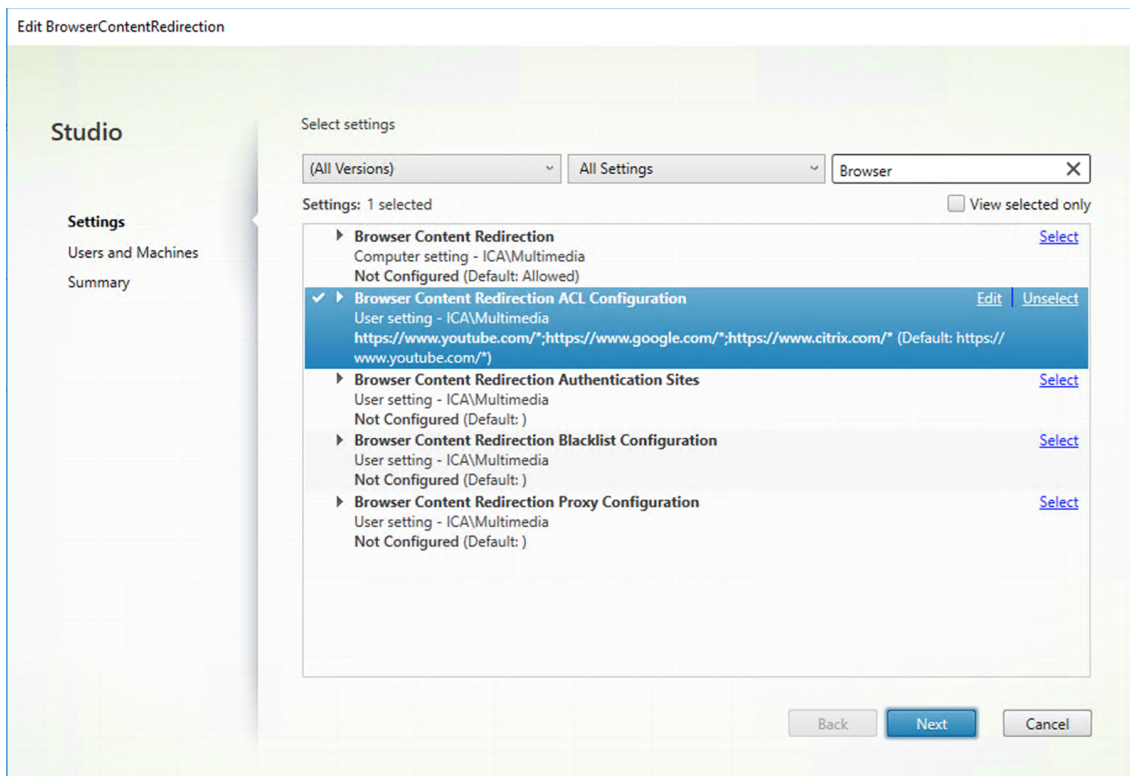 Edit BrowserContentRedirection
Studio
Settings
Users and Machines
Summary
Select settings
(All Versions)
All Settings
Browser
Settings: 1 selected
View selected only
Browser Content Redirection
Select
Computer setting - ICA\Multimedia
Not Configured (Default: Allowed)
Browser Content Redirection ACL Configuration
Edit
Unselect
User setting - ICA\Multimedia
https://www.youtube.com/*;https://www.google.com/*;https://www.citrix.com/* (Default: https://
www.youtube.com/*)
Browser Content Redirection Authentication Sites
Select
User setting - ICA\Multimedia
Not Configured (Default: )
Browser Content Redirection Blacklist Configuration
Select
User setting - ICA\Multimedia
Not Configured (Default: )
Browser Content Redirection Proxy Configuration
Select
User setting - ICA\Multimedia
Not Configured (Default: )
Back
Next
Cancel